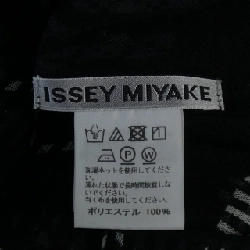 ISSEY MIYAKE
P W
洗濯ネットを使用してくださ
い。
濡れた状態で長時間放置しない
でください。
ポリエステル 100%